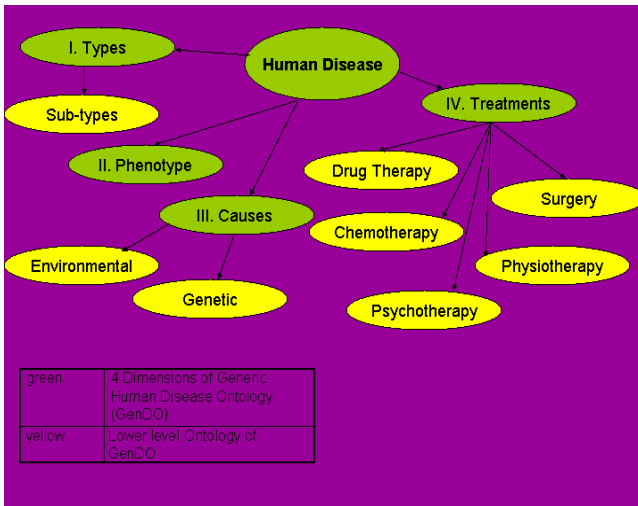 Human Disease
I. Types
Sub-types
II. Phenotype
III. Causes
Environmental
Genetic
IV. Treatments
Drug Therapy
Chemotherapy
Psychotherapy
Physiotherapy
Surgery
green 4 Dimensions of Generic
Human Disease Ontology
(GenDO)
yellow Lower level Ontology of
GenDO